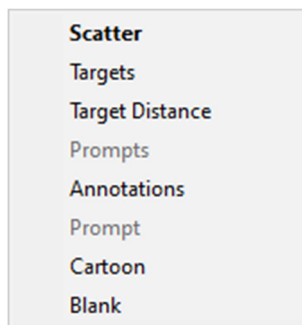 Scatter
Targets
Target Distance
Prompts
Annotations
Prompt
Cartoon
Blank